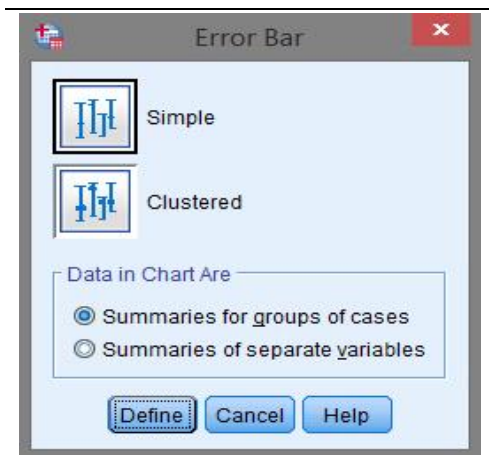 Error Bar
Simple
Clustered
Data in Chart Are
Summaries for groups of cases
Summaries of separate variables
Define Cancel Help